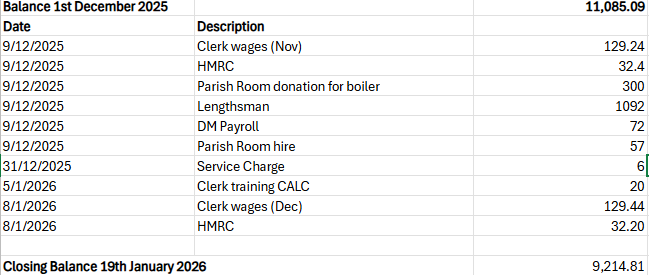 Balance 1st December 2025 11,085.09
Date Description
9/12/2025 Clerk wages (Nov) 129.24
9/12/2025 HMRC 32.4
9/12/2025 Parish Room donation for boiler 300
9/12/2025 Lengthsman 1092
9/12/2025 DM Payroll 72
9/12/2025 Parish Room hire 57
31/12/2025 Service Charge 6
5/1/2026 Clerk training CALC 20
8/1/2026 Clerk wages (Dec) 129.44
8/1/2026 HMRC 32.20
Closing Balance 19th January 2026 9,214.81